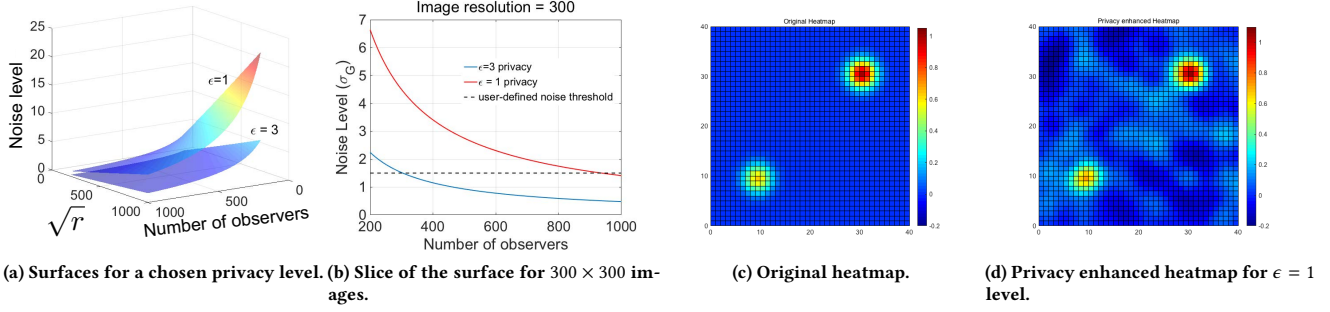 25
20
15
10
5
0
Noise level
ϵ=1
ϵ = 3
0
500
1000
√r
1000
500
0
Number of observers
Image resolution = 300
7
6
5
4
3
2
1
0
Noise Level (σG)
ϵ=3 privacy
ϵ = 1 privacy
user-defined noise threshold
200 400 600 800 1000
Number of observers
Original Heatmap
40
30
20
10
0
0 10 20 30 40
1
0.8
0.6
0.4
0.2
0
-0.2
Privacy enhanced Heatmap
40
30
20
10
0
0 10 20 30 40
1
0.8
0.6
0.4
0.2
0
-0.2
(a) Surfaces for a chosen privacy level.
(b) Slice of the surface for 300 × 300 im-
ages.
(c) Original heatmap.
(d) Privacy enhanced heatmap for ϵ = 1
level.